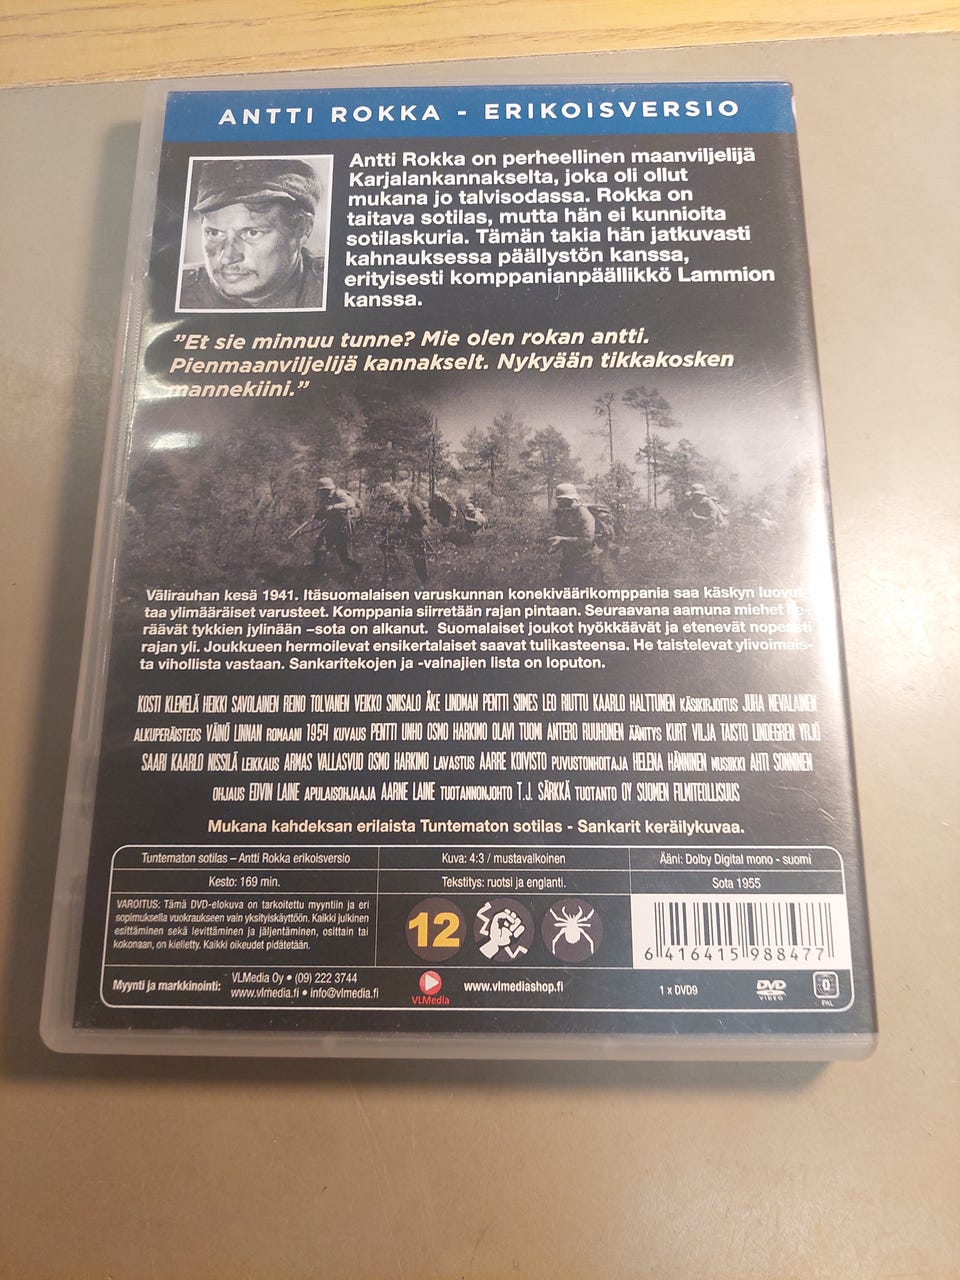 ANTTI ROKKA - ERIKOISVERSIO
Antti Rokka on perheellinen maanviljelijä
Karjalankannakselta, joka oli ollut
mukana jo talvisodassa. Rokka on
taitava sotilas, mutta hän ei kunnioita
sotilaskuria. Tämän takia hän jatkuvasti
kahnauksessa päällystön kanssa,
erityisesti komppanianpäällikkö Lammion
kanssa.
"Et sie minnuu tunne? Mie olen rokan antti.
Pienmaanviljelijä kannakselt. Nykyään tikkakosken
mannekiini."
Välirauhan kesä 1941. Itäsuomalaisen varuskunnan konekiväärikomppania saa käskyn luovut-
taa ylimääräiset varusteet. Komppania siirretään rajan pintaan. Seuraavana aamuna miehet he-
räävät tykkien jylinään –sota on alkanut. Suomalaiset joukot hyökkäävät ja etenevät nopeasti
rajan yli. Joukkueen hermoilevat ensikertalaiset saavat tulikasteensa. He taistelevat ylivoimais-
ta vihollista vastaan. Sankaritekojen ja -vainajien lista on loputon.
KOSTI KLEMELÄ HEIKKI SAVOLAINEN REINO TOLVANEN VEIKKO SINISALO ÅKE LINDMAN PENTTI SIIMES LEO RIUTTU KAARLO HALTTUNEN KÄSIKIRJOITUS JUHA NEVALAINEN
ALKUPERÄISTEOS VÄINÖ LINNAN ROMAANI 1954 KUVAUS PENTTI UNHO OSMO HARKIMO OLAVI TUOMI ANTERO RUUHONEN ÄÄNITYS KURT VILJA TAISTO LINDEGREN YRJÖ
SAARI KAARLO NISSILÄ LEIKKAUS ARMAS VALLASVUO OSMO HARKIMO LAVASTUS AARRE KOIVISTO PUVUSTONHOITAJA HELENA HÄNNINEN MUSIIKKI AHTI SONNINEN
OHJAUS EDVIN LAINE APULAISOHJAAJA AARNE LAINE TUOTANNONJOHTO T.J. SÄRKKÄ TUOTANTO OY SUOMEN FILMITEOLLISUUS
Mukana kahdeksan erilaista Tuntematon sotilas - Sankarit keräilykuvaa.
Tuntematon sotilas – Antti Rokka erikoisversio
Kuva: 4:3 / mustavalkoinen
Ääni: Dolby Digital mono - suomi
Kesto: 169 min.
Tekstitys: ruotsi ja englanti.
Sota 1955
VAROITUS: Tämä DVD-elokuva on tarkoitettu myyntiin ja eri
sopimuksella vuokraukseen vain yksityiskäyttöön. Kaikki julkinen
esittäminen sekä levittäminen ja jäljentäminen, osittain tai
kokonaan, on kielletty. Kaikki oikeudet pidätetään.
12
6 416415 988477
Myynti ja markkinointi:
VLMedia Oy • (09) 222 3744
www.vlmedia.fi • info@vlmedia.fi
VLMedia
www.vlmediashop.fi
1 x DVD9
DVD
VIDEO
0
PAL